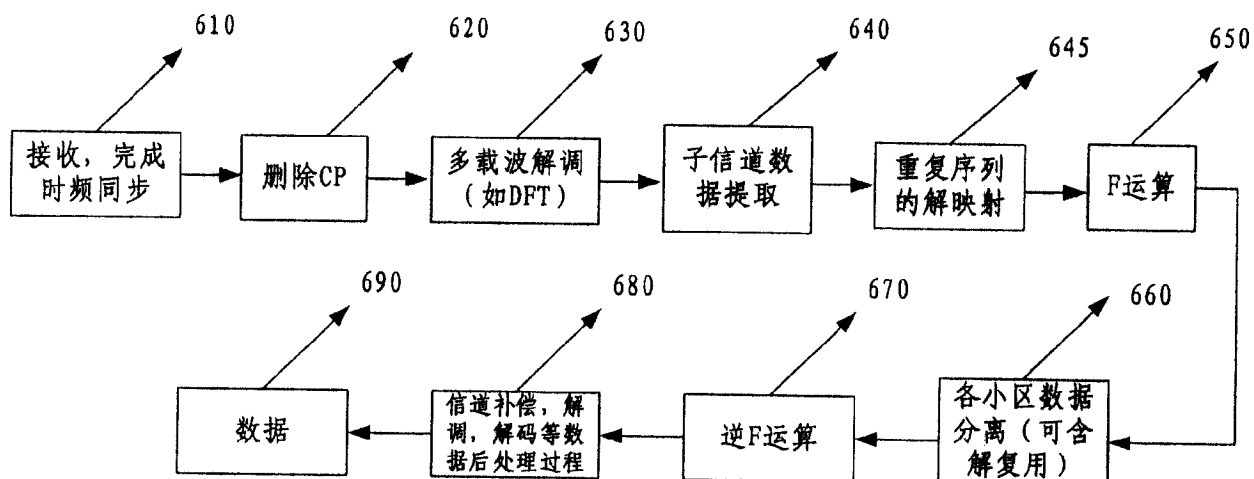 610
620
630
640
645
650
接收，完成
时频同步
删除CP
多载波解调
（如DFT）
子信道数
据提取
重复序列
的解映射
F运算
690
680
670
660
数据
信道补偿，解
调，解码等数
据后处理过程
逆F运算
各小区数据
分离（可含
解复用）